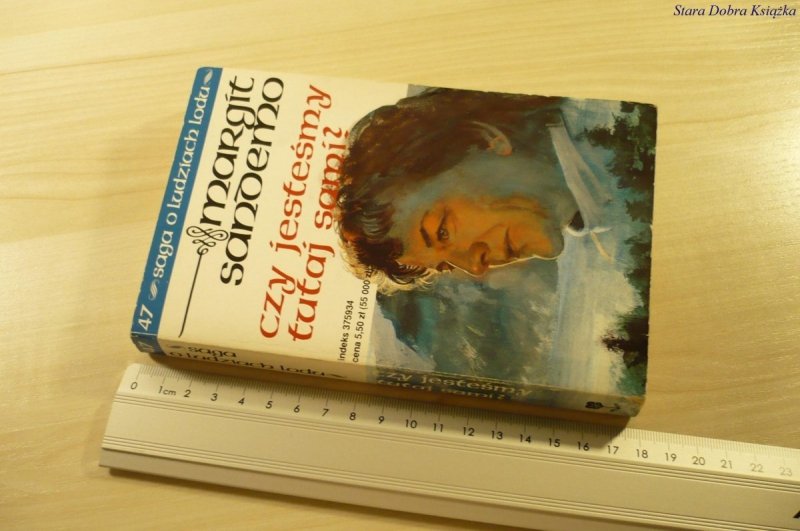 Stara Dobra Książka
47 saga o ludziach lodu
margit
sandemo
czy jesteśmy
tutaj sami?
indeks 375934
cena 5,50 zł (55 000 zł)
saga
o ludziach lodu
czy jesteśmy
tutaj sami?
0 1cm 2 3 4 5 6 7 8 9 10 11 12 13 14 15 16 17 18 19 20 21 22 23